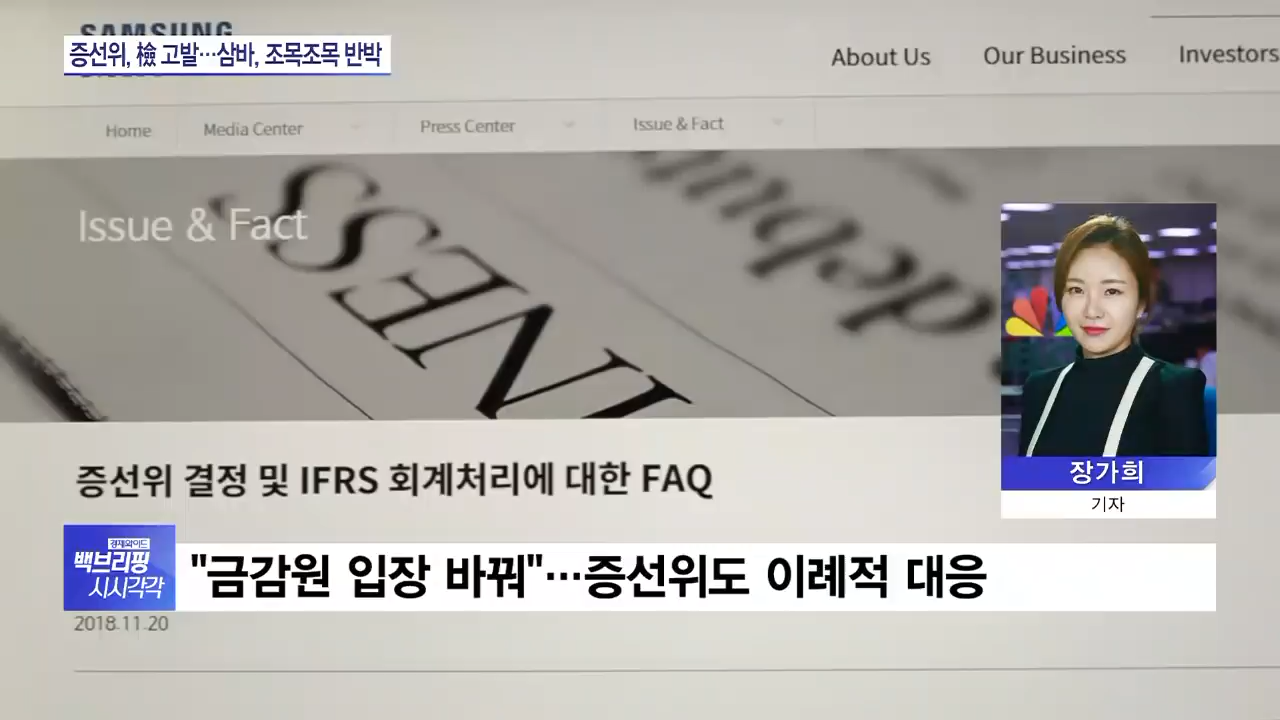 SAMSUNG
증선위, 檢 고발…삼바, 조목조목 반박
About Us
Our Business
Investors
Home
Media Center
Press Center
Issue & Fact
Issue & Fact
NESS
증선위 결정 및 IFRS 회계처리에 대한 FAQ
장가희
기자
경제와이드
백브리핑
시시각각
"금감원 입장 바꿔"…증선위도 이례적 대응
2018.11.20